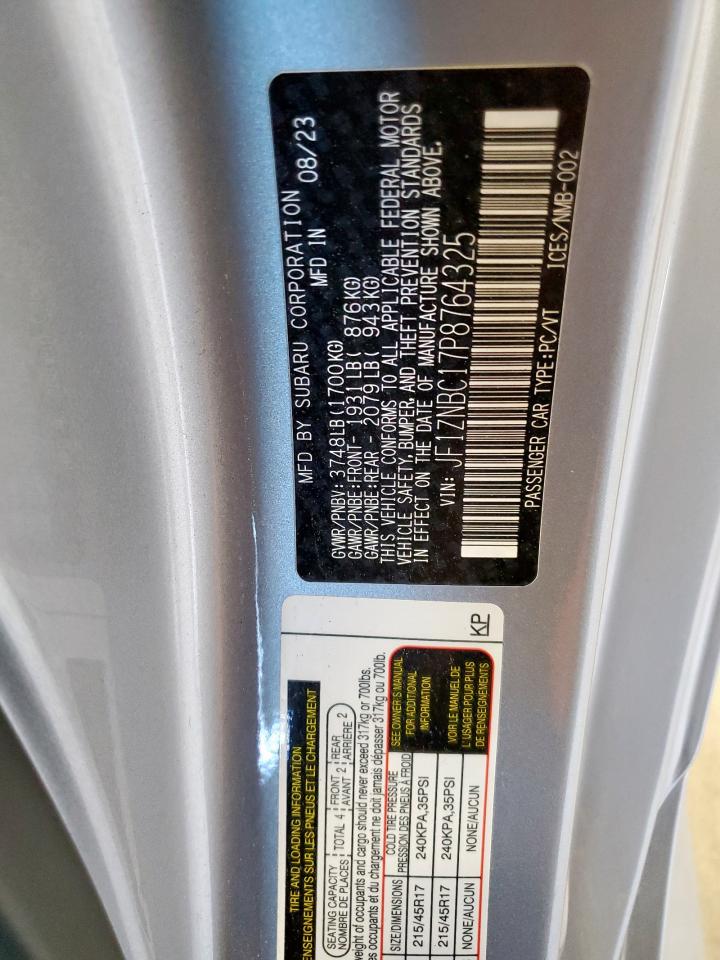 MFD BY SUBARU CORPORATION
MFD IN 08/23
GVWR/PNBV: 3748LB(1700KG)
GAWR/PNBE:FRONT- 1931LB( 876KG)
GAWR/PNBE:REAR - 2079LB( 943KG)
THIS VEHICLE CONFORMS TO ALL APPLICABLE FEDERAL MOTOR
VEHICLE SAFETY,BUMPER,AND THEFT PREVENTION STANDARDS
IN EFFECT ON THE DATE OF MANUFACTURE SHOWN ABOVE.
VIN: JF1ZNBC17P8764325
PASSENGER CAR TYPE:PC/VT ICES/NMB-002
TIRE AND LOADING INFORMATION
ENSEIGNEMENTS SUR LES PNEUS ET LE CHARGEMENT
SEATING CAPACITY TOTAL 4 FRONT 2 REAR 2
NOMBRE DE PLACES AVANT ARRIÈRE
weight of occupants and cargo should never exceed 317kg or 700lbs.
es occupants et du chargement ne doit jamais dépasser 317kg ou 700lb.
SIZE/DIMENSIONS COLD TIRE PRESSURE
PRESSION DES PNEUS À FROID
215/45R17 240KPA,35PSI
215/45R17 240KPA,35PSI
NONE/AUCUN NONE/AUCUN
SEE OWNER'S MANUAL
FOR ADDITIONAL
INFORMATION
VOIR LE MANUEL DE
L'USAGER POUR PLUS
DE RENSEIGNEMENTS
KP